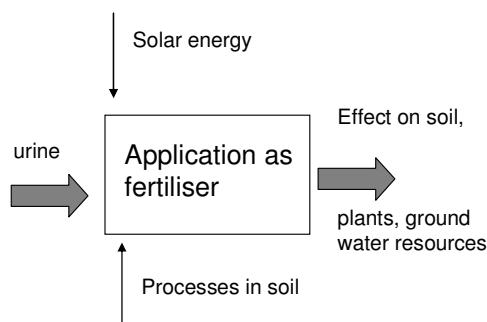 Solar energy
Effect on soil,
urine
Application as
fertiliser
plants, ground
water resources
Processes in soil